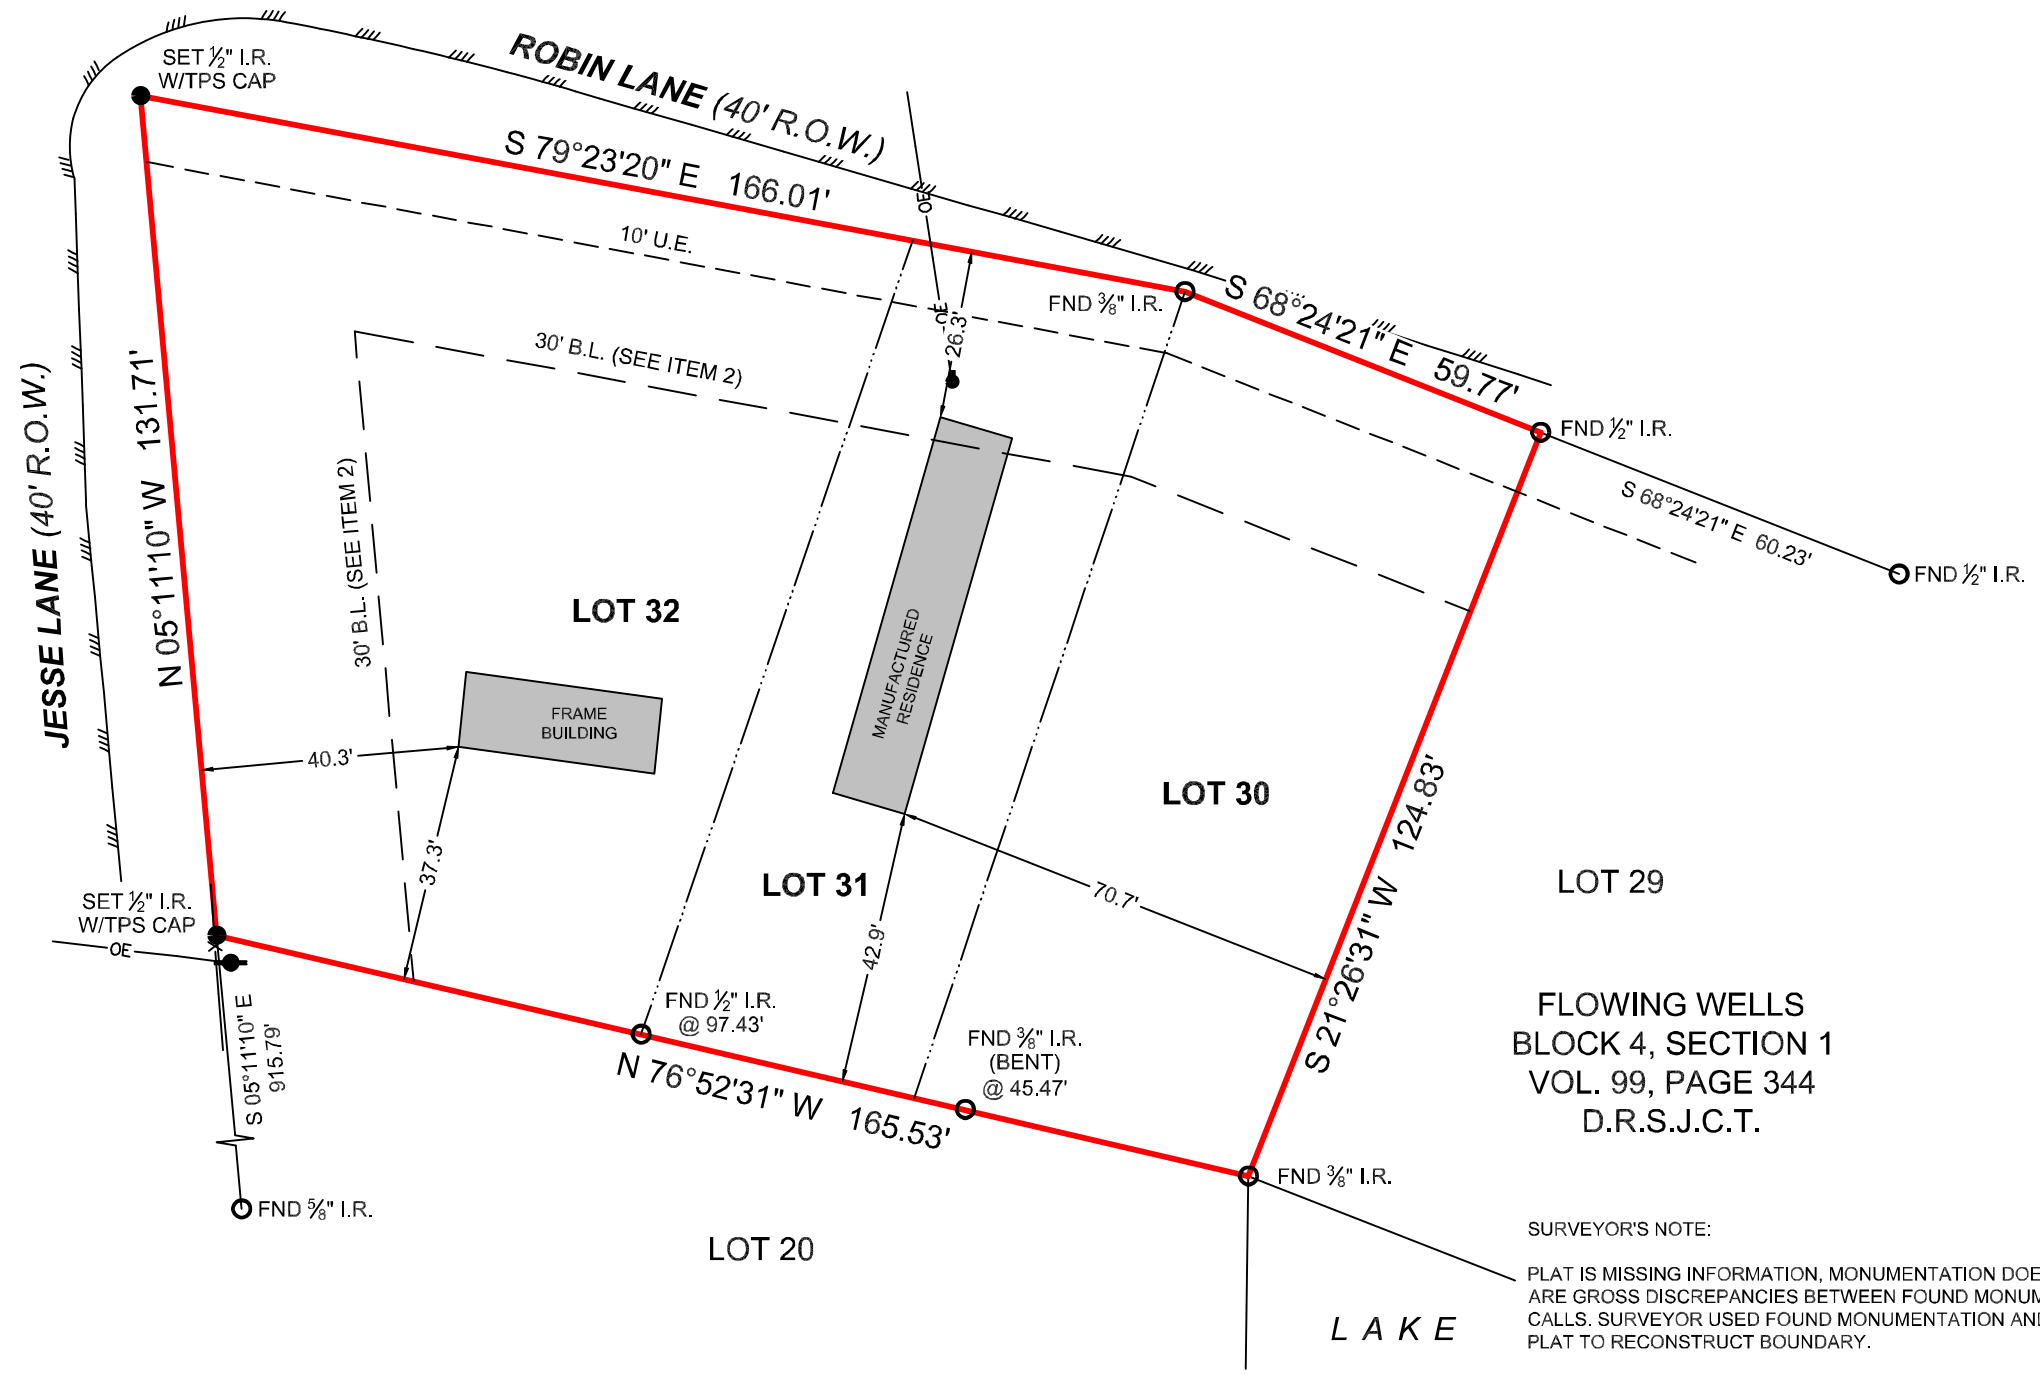 SET ½" I.R.
W/TPS CAP
ROBIN LANE (40' R.O.W.)
S 79°23'20" E 166.01'
OE
10' U.E.
OE
26.3'
FND ⅜" I.R.
S 68°24'21" E 59.77'
30' B.L. (SEE ITEM 2)
FND ½" I.R.
S 68°24'21" E 60.23'
FND ½" I.R.
JESSE LANE (40' R.O.W.)
N 05°11'10" W 131.71'
30' B.L. (SEE ITEM 2)
LOT 32
MANUFACTURED
RESIDENCE
FRAME
BUILDING
40.3'
37.3'
LOT 30
LOT 31
70.7'
42.9'
S 21°26'31" W 124.83'
LOT 29
SET ½" I.R.
W/TPS CAP
OE
S 05°11'10" E
915.79'
FND ½" I.R.
@ 97.43'
N 76°52'31" W 165.53'
FND ⅜" I.R.
(BENT)
@ 45.47'
FLOWING WELLS
BLOCK 4, SECTION 1
VOL. 99, PAGE 344
D.R.S.J.C.T.
FND ⅜" I.R.
FND ⅝" I.R.
LOT 20
LAKE
SURVEYOR'S NOTE:
PLAT IS MISSING INFORMATION, MONUMENTATION DOE
ARE GROSS DISCREPANCIES BETWEEN FOUND MONUM
CALLS. SURVEYOR USED FOUND MONUMENTATION AND
PLAT TO RECONSTRUCT BOUNDARY.